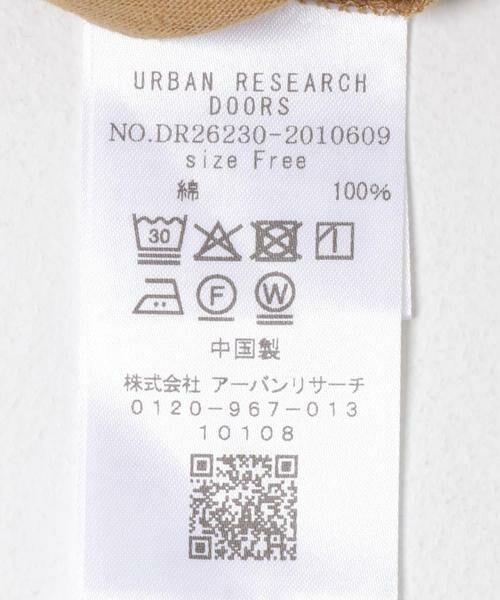 URBAN RESEARCH
DOORS
NO.DR26230-2010609
size Free
綿 100%
30
F W
中国製
株式会社 アーバンリサーチ
0120-967-013
10108